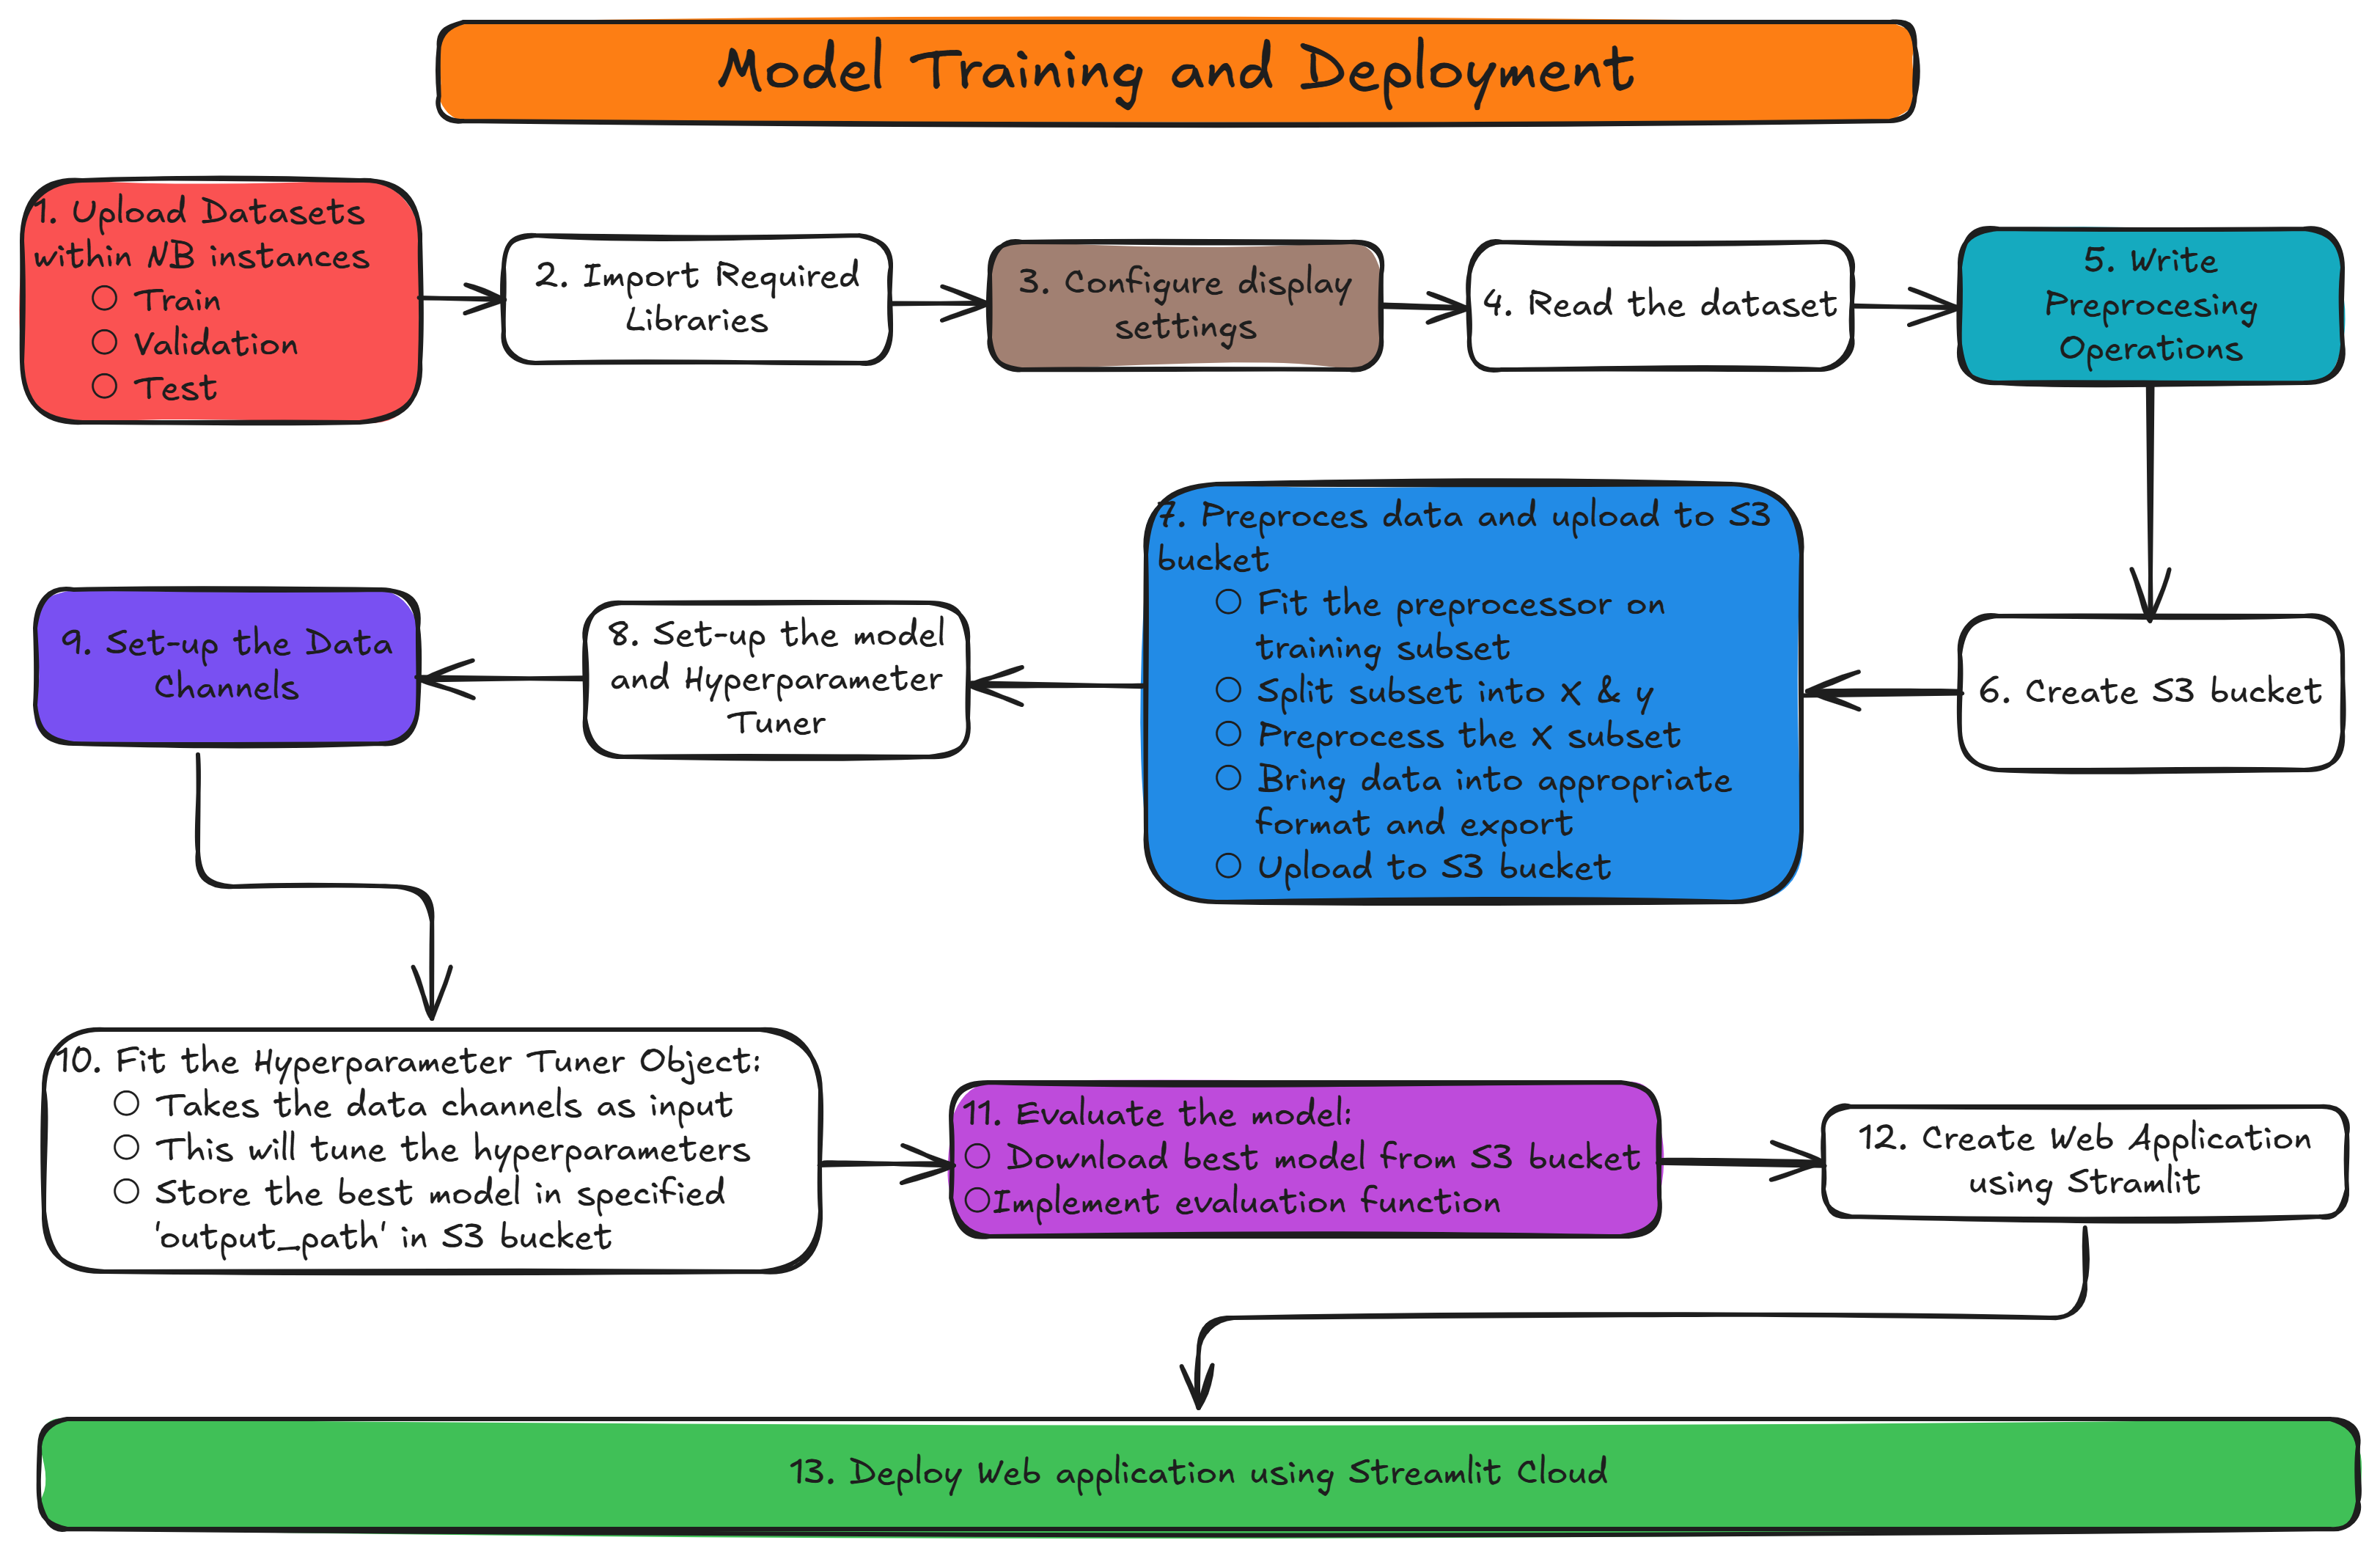 Model Training and Deployment
1. Upload Datasets
within NB instances
○ Train
○ Validation
○ Test
2. Import Required
Libraries
3. Configure display
settings
4. Read the dataset
5. Write
Preprocesing
Operations
6. Create S3 bucket
7. Preproces data and upload to S3
bucket
○ Fit the preprocessor on
training subset
○ Split subset into X & y
○ Preprocess the X subset
○ Bring data into appropriate
format and export
○ Upload to S3 bucket
8. Set-up the model
and Hyperparameter
Tuner
9. Set-up the Data
Channels
10. Fit the Hyperparameter Tuner Object:
○ Takes the data channels as input
○ This will tune the hyperparameters
○ Store the best model in specified
'output_path' in S3 bucket
11. Evaluate the model:
○ Download best model from S3 bucket
○Implement evaluation function
12. Create Web Application
using Stramlit
13. Deploy Web application using Streamlit Cloud